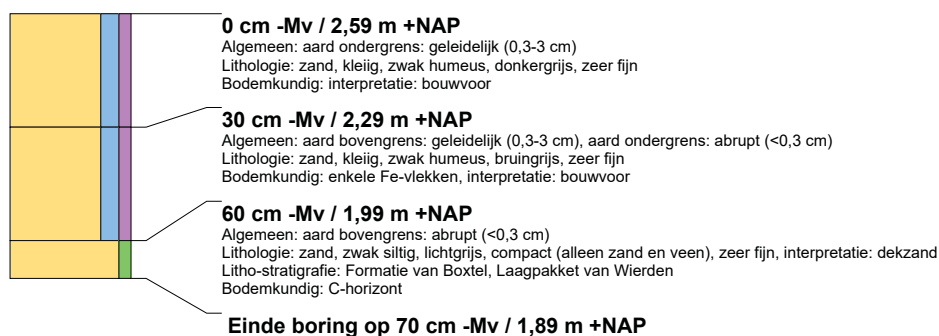 0 cm -Mv / 2,59 m +NAP
Algemeen: aard ondergrens: geleidelijk (0,3-3 cm)
Lithologie: zand, kleiig, zwak humeus, donkergrijs, zeer fijn
Bodemkundig: interpretatie: bouwvoor
30 cm -Mv / 2,29 m +NAP
Algemeen: aard bovengrens: geleidelijk (0,3-3 cm), aard ondergrens: abrupt (<0,3 cm)
Lithologie: zand, kleiig, zwak humeus, bruingrijs, zeer fijn
Bodemkundig: enkele Fe-vlekken, interpretatie: bouwvoor
60 cm -Mv / 1,99 m +NAP
Algemeen: aard bovengrens: abrupt (<0,3 cm)
Lithologie: zand, zwak siltig, lichtgrijs, compact (alleen zand en veen), zeer fijn, interpretatie: dekzand
Litho-stratigrafie: Formatie van Boxtel, Laagpakket van Wierden
Bodemkundig: C-horizont
Einde boring op 70 cm -Mv / 1,89 m +NAP